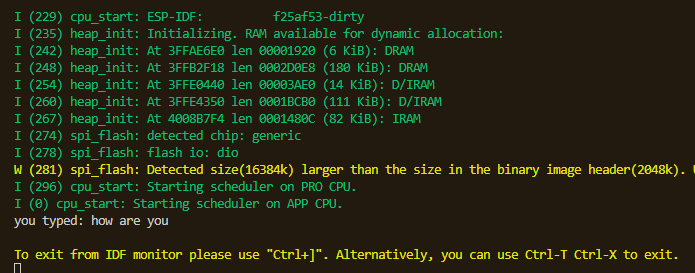 I (229) cpu_start: ESP-IDF:          f25af53-dirty
I (235) heap_init: Initializing. RAM available for dynamic allocation:
I (242) heap_init: At 3FFAE6E0 len 00001920 (6 KiB): DRAM
I (248) heap_init: At 3FFB2F18 len 0002D0E8 (180 KiB): DRAM
I (254) heap_init: At 3FFE0440 len 00003AE0 (14 KiB): D/IRAM
I (260) heap_init: At 3FFE4350 len 0001BCB0 (111 KiB): D/IRAM
I (267) heap_init: At 4008B7F4 len 0001480C (82 KiB): IRAM
I (274) spi_flash: detected chip: generic
I (278) spi_flash: flash io: dio
W (281) spi_flash: Detected size(16384k) larger than the size in the binary image header(2048k).
I (296) cpu_start: Starting scheduler on PRO CPU.
I (0) cpu_start: Starting scheduler on APP CPU.
you typed: how are you
To exit from IDF monitor please use "Ctrl+]". Alternatively, you can use Ctrl-T Ctrl-X to exit.